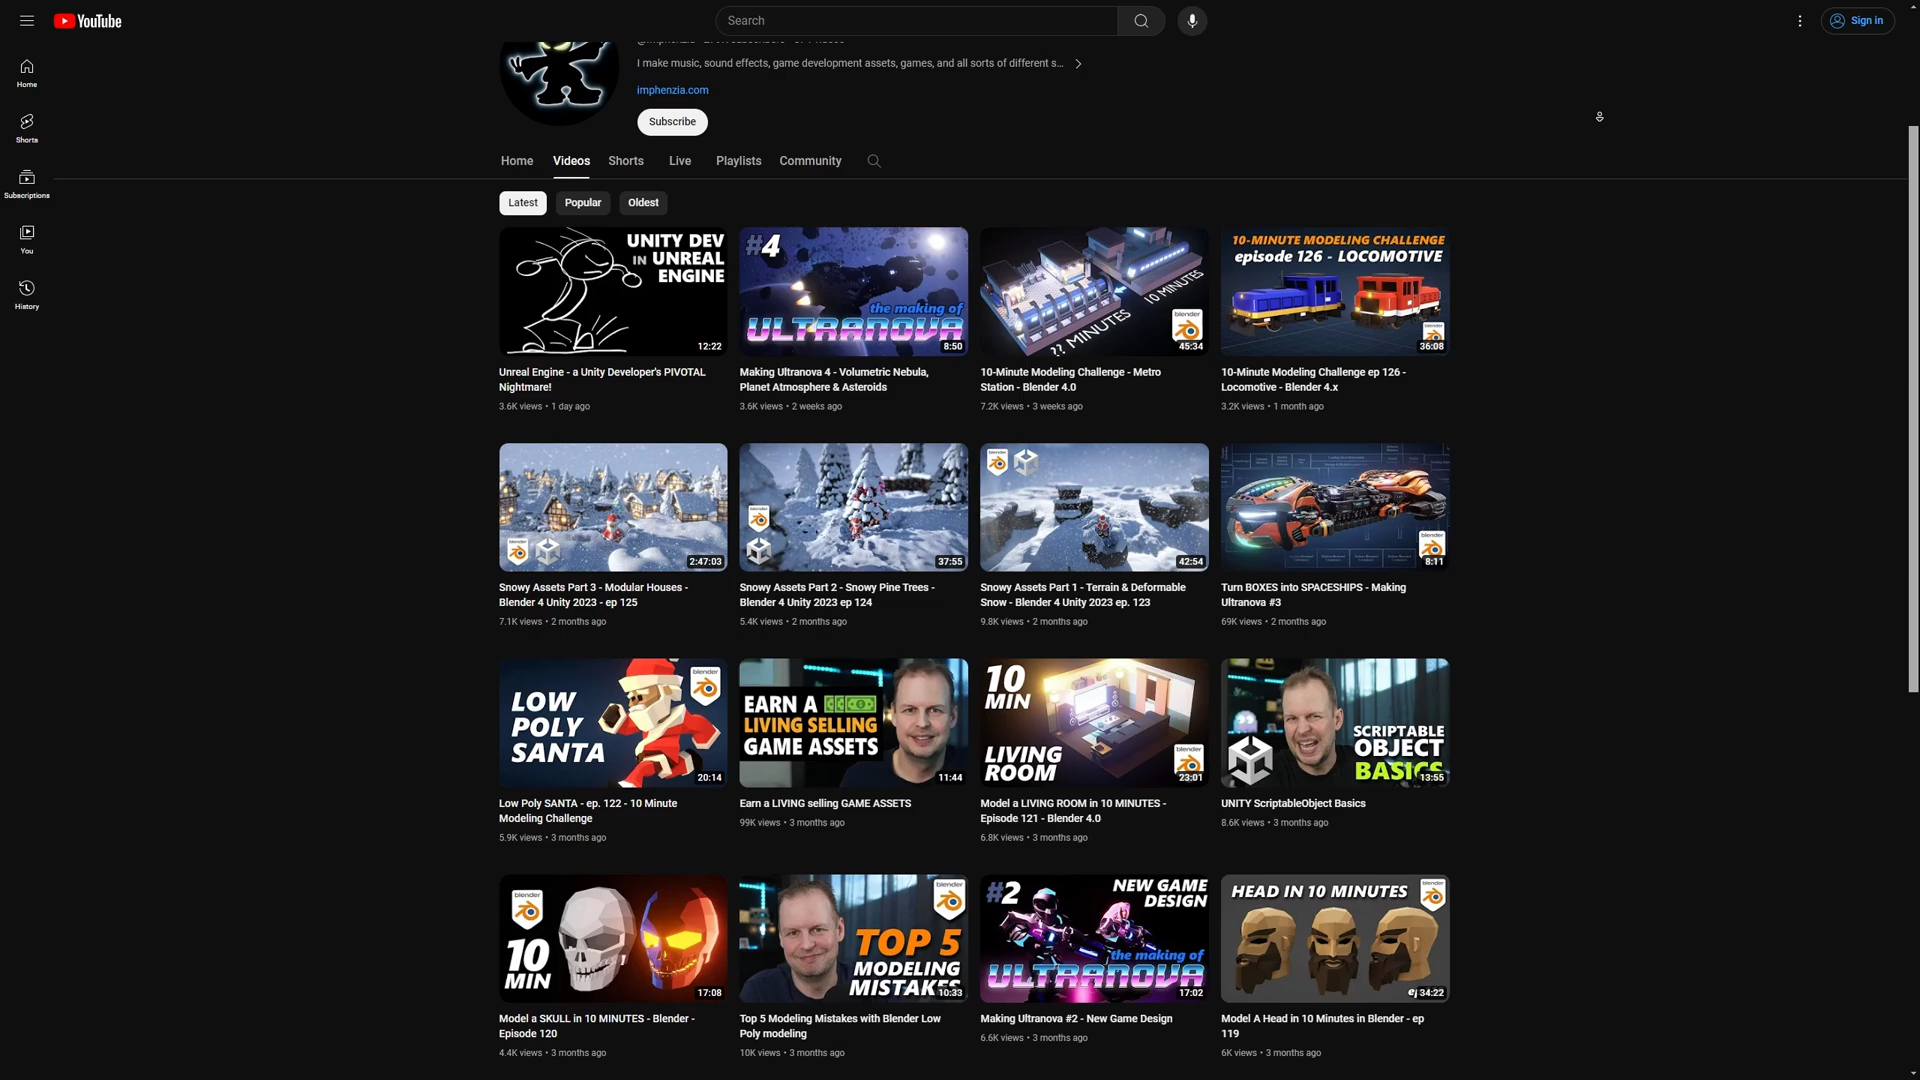 YouTube
Search
Sign in
Home
Shorts
Subscriptions
You
History
I make music, sound effects, game development assets, games, and all sorts of different s...
imphenzia.com
Subscribe
Home
Videos
Shorts
Live
Playlists
Community
Latest
Popular
Oldest
UNITY DEV
IN UNREAL
ENGINE
12:22
#4
the making of
ULTRANOVA
8:50
10 MINUTES
?? MINUTES
blender
45:34
10-MINUTE MODELING CHALLENGE
episode 126 - LOCOMOTIVE
blender
36:08
Unreal Engine - a Unity Developer's PIVOTAL
Nightmare!
3.6K views • 1 day ago
Making Ultranova 4 - Volumetric Nebula,
Planet Atmosphere & Asteroids
3.6K views • 2 weeks ago
10-Minute Modeling Challenge - Metro
Station - Blender 4.0
7.2K views • 3 weeks ago
10-Minute Modeling Challenge ep 126 -
Locomotive - Blender 4.x
3.2K views • 1 month ago
blender
2:47:03
blender
37:55
blender
42:54
blender
8:11
Snowy Assets Part 3 - Modular Houses -
Blender 4 Unity 2023 - ep 125
7.1K views • 2 months ago
Snowy Assets Part 2 - Snowy Pine Trees -
Blender 4 Unity 2023 ep 124
5.4K views • 2 months ago
Snowy Assets Part 1 - Terrain & Deformable
Snow - Blender 4 Unity 2023 ep. 123
9.8K views • 2 months ago
Turn BOXES into SPACESHIPS - Making
Ultranova #3
69K views • 2 months ago
LOW
POLY
SANTA
blender
20:14
EARN A
LIVING SELLING
GAME ASSETS
11:44
10
MIN
LIVING
ROOM
blender
23:01
SCRIPTABLE
OBJECT
BASICS
13:55
Low Poly SANTA - ep. 122 - 10 Minute
Modeling Challenge
5.9K views • 3 months ago
Earn a LIVING selling GAME ASSETS
99K views • 3 months ago
Model a LIVING ROOM in 10 MINUTES -
Episode 121 - Blender 4.0
6.8K views • 3 months ago
UNITY ScriptableObject Basics
8.6K views • 3 months ago
blender
10
MIN
17:08
blender
TOP 5
MODELING
MISTAKES
10:33
#2
NEW GAME
DESIGN
the making of
ULTRANOVA
17:02
HEAD IN 10 MINUTES
blender
34:22
Model a SKULL in 10 MINUTES - Blender -
Episode 120
4.4K views • 3 months ago
Top 5 Modeling Mistakes with Blender Low
Poly modeling
10K views • 3 months ago
Making Ultranova #2 - New Game Design
6.6K views • 3 months ago
Model A Head in 10 Minutes in Blender - ep
119
6K views • 3 months ago